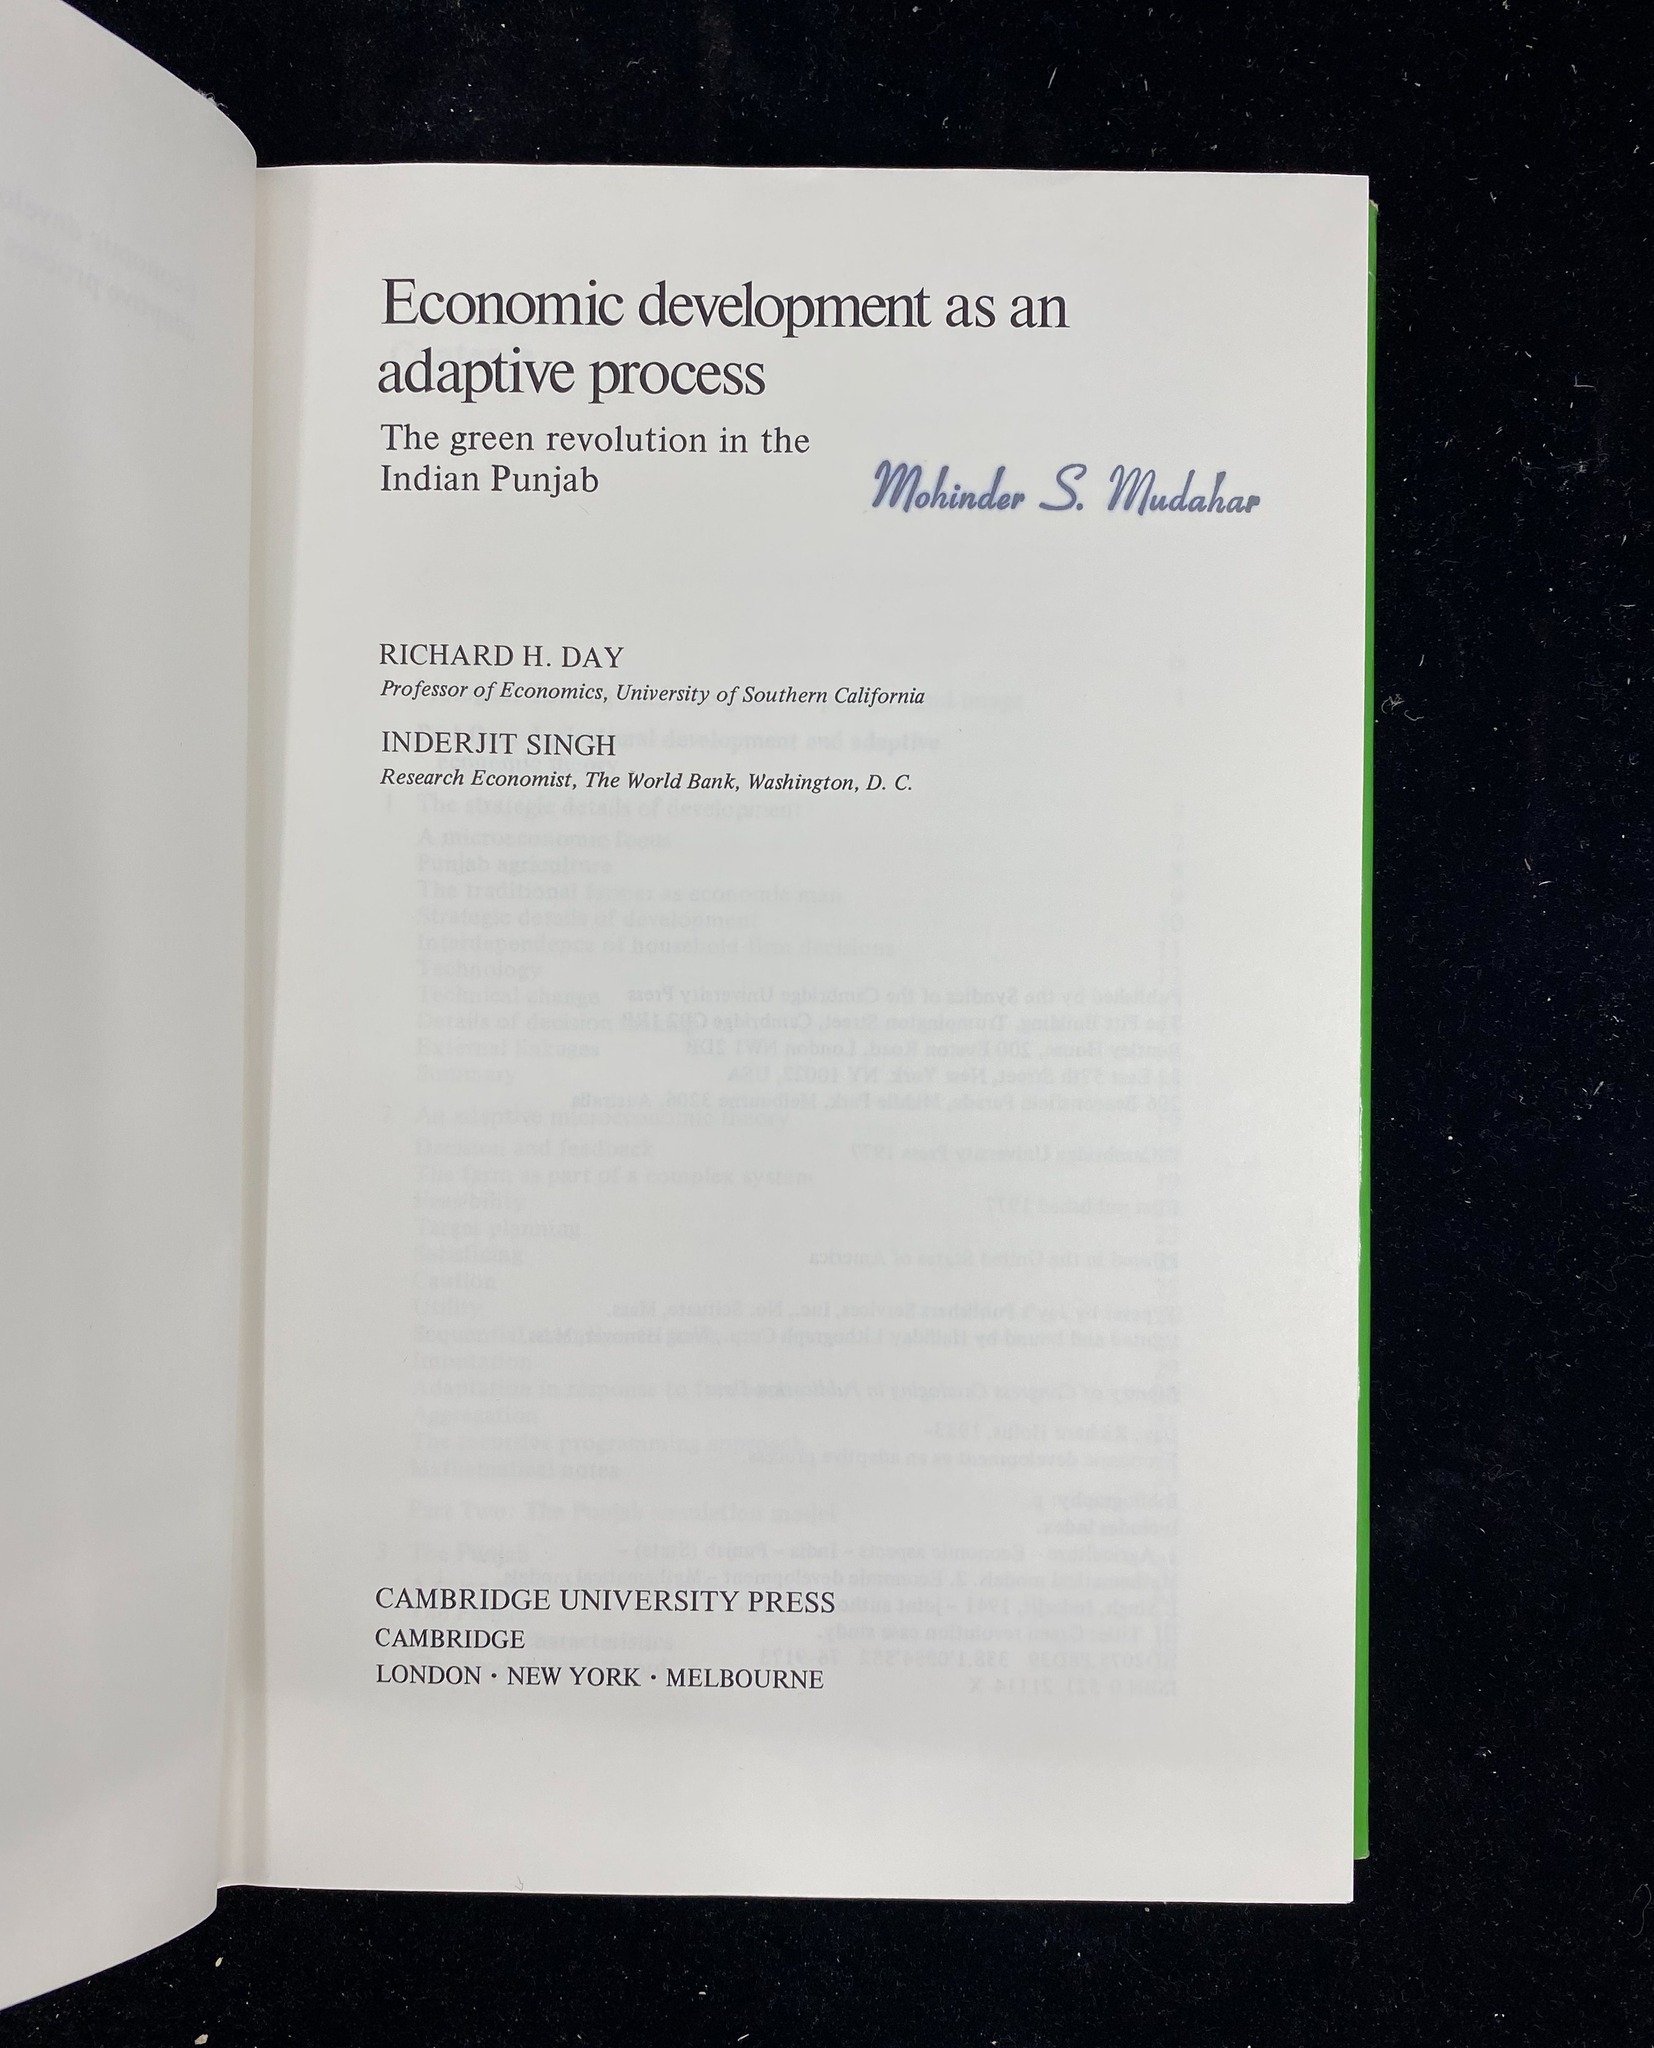 Economic development as an
adaptive process
The green revolution in the
Indian Punjab
Mohinder S. Mudahar
RICHARD H. DAY
Professor of Economics, University of Southern California
INDERJIT SINGH
Research Economist, The World Bank, Washington, D. C.
CAMBRIDGE UNIVERSITY PRESS
CAMBRIDGE
LONDON · NEW YORK · MELBOURNE